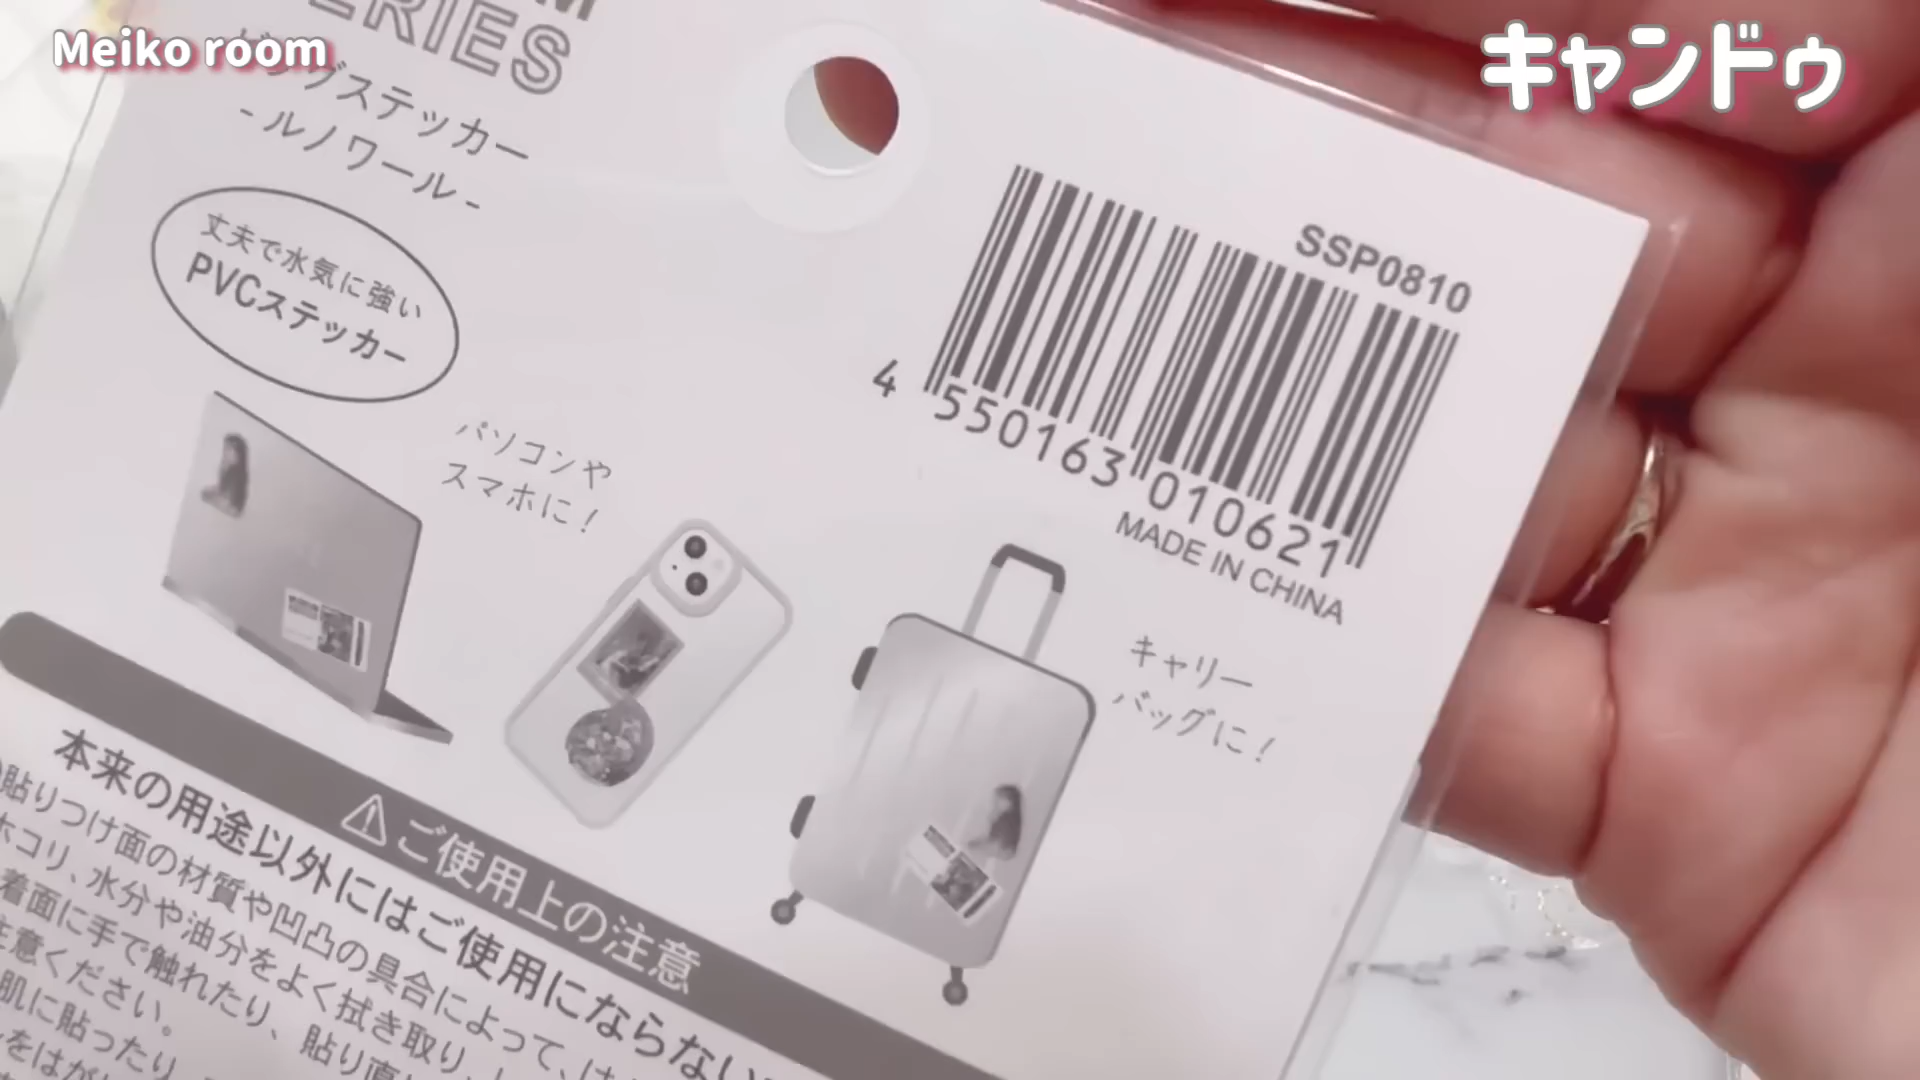 Meiko room
キャンドゥ
ERIES
ビッグステッカー
- ルノワール -
丈夫で水気に強い
PVCステッカー
SSP0810
4 550163 010621
MADE IN CHINA
パソコンや
スマホに！
キャリー
バッグに！
ご使用上の注意
本来の用途以外にはご使用にならない
貼りつけ面の材質や凹凸の具合によって、は
ホコリ、水分や油分をよく拭き取り、
着面に手で触れたり、貼り直
注意ください。
肌に貼ったり
をはが